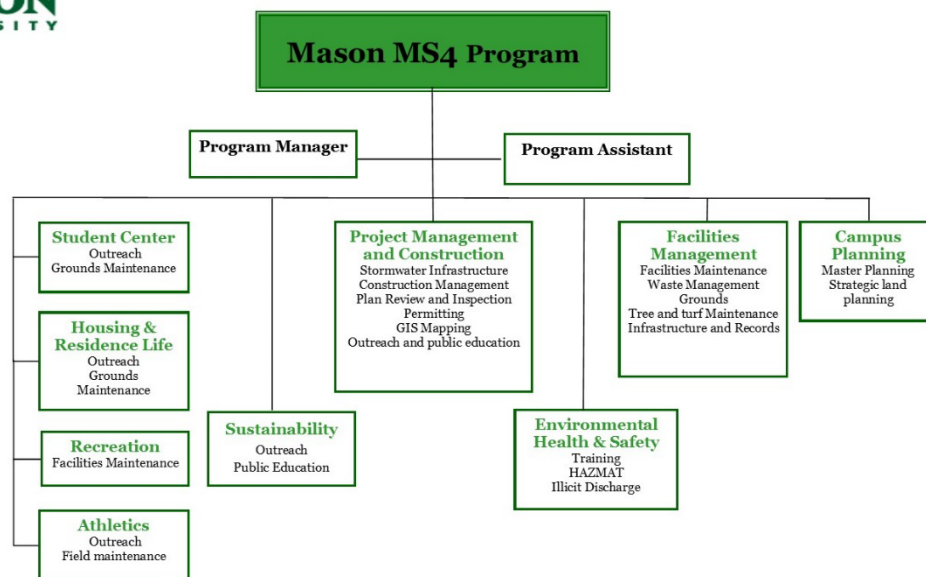 ON
SITY
Mason MS4 Program
Program Manager
Program Assistant
Student Center
Outreach
Grounds Maintenance
Housing &
Residence Life
Outreach
Grounds
Maintenance
Recreation
Facilities Maintenance
Athletics
Outreach
Field maintenance
Sustainability
Outreach
Public Education
Project Management
and Construction
Stormwater Infrastructure
Construction Management
Plan Review and Inspection
Permitting
GIS Mapping
Outreach and public education
Environmental
Health & Safety
Training
HAZMAT
Illicit Discharge
Facilities
Management
Facilities Maintenance
Waste Management
Grounds
Tree and turf Maintenance
Infrastructure and Records
Campus
Planning
Master Planning
Strategic land
planning